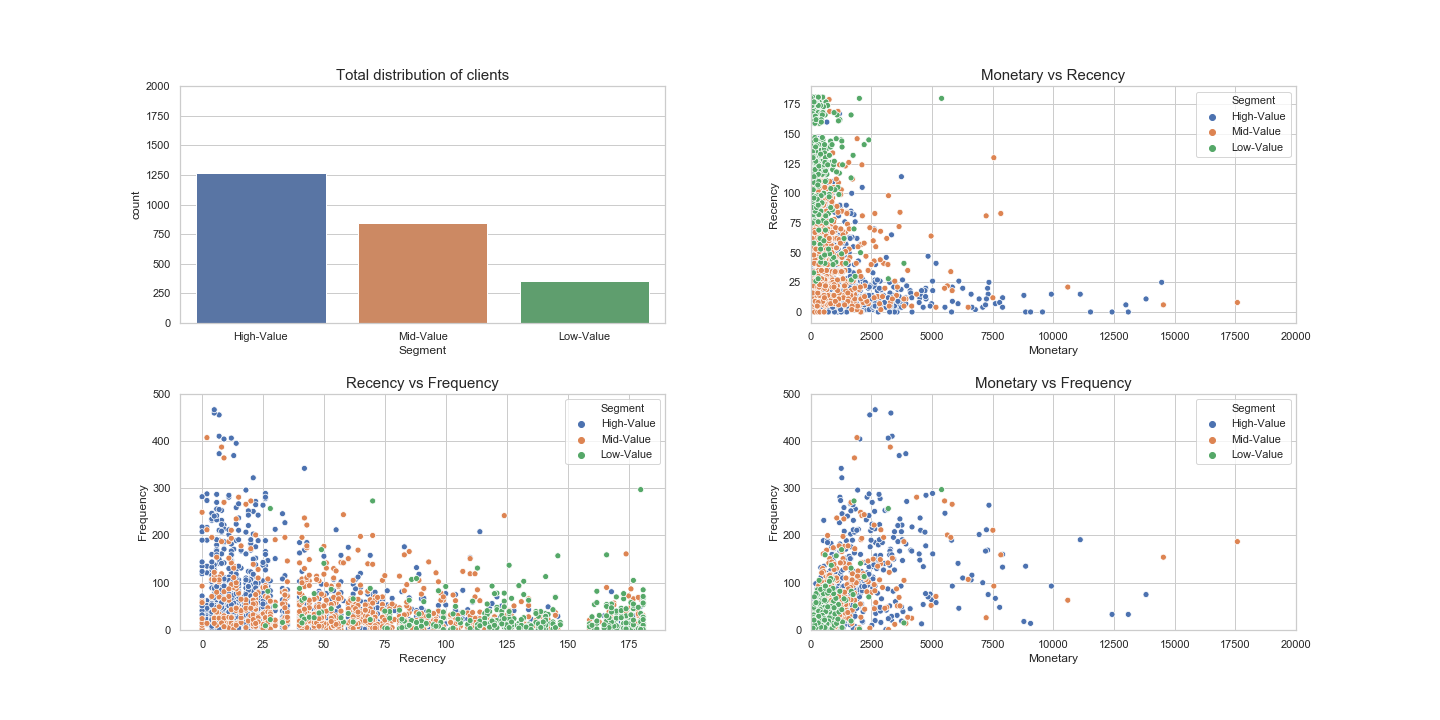 Total distribution of clients
2000
1750
1500
1250
1000
750
500
250
0
count
High-Value Mid-Value Low-Value
Segment
Monetary vs Recency
175
150
125
100
75
50
25
0
Recency
Segment
High-Value
Mid-Value
Low-Value
0 2500 5000 7500 10000 12500 15000 17500 20000
Monetary
Recency vs Frequency
500
400
300
200
100
0
Frequency
Segment
High-Value
Mid-Value
Low-Value
0 25 50 75 100 125 150 175
Recency
Monetary vs Frequency
500
400
300
200
100
0
Frequency
Segment
High-Value
Mid-Value
Low-Value
0 2500 5000 7500 10000 12500 15000 17500 20000
Monetary